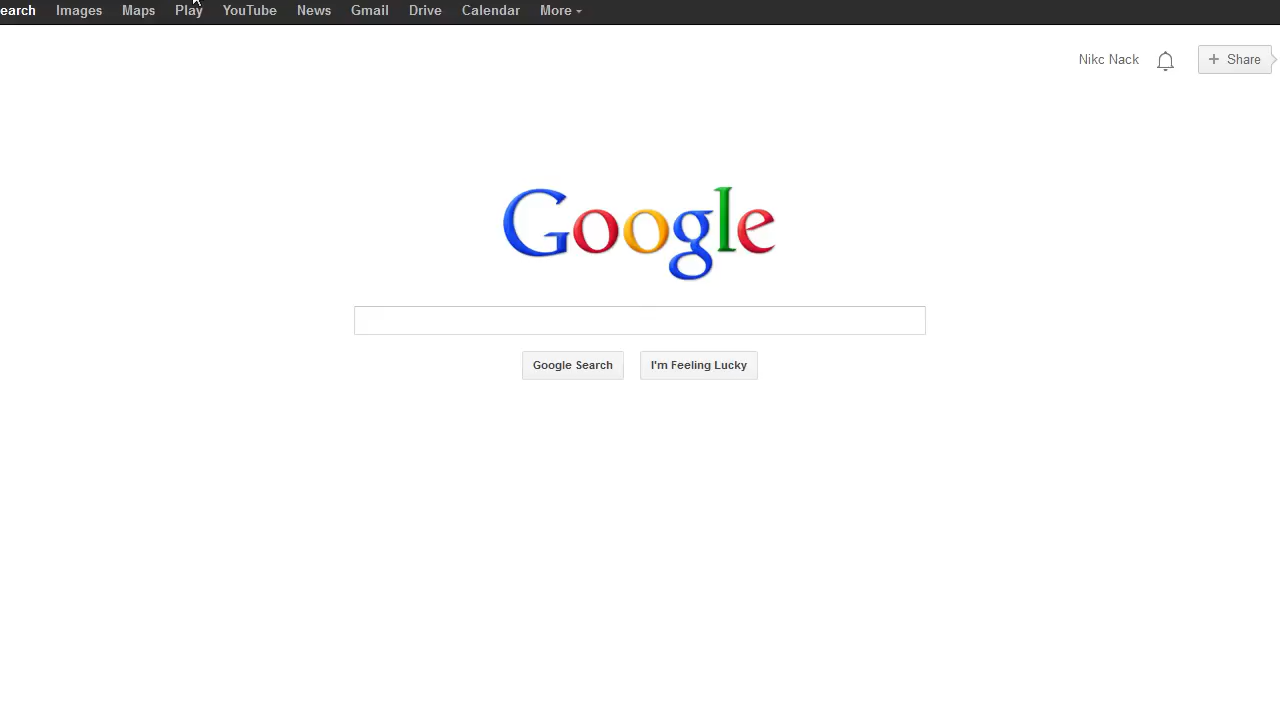 earch Images Maps Play YouTube News Gmail Drive Calendar More
Nikc Nack + Share
Google
Google Search I'm Feeling Lucky